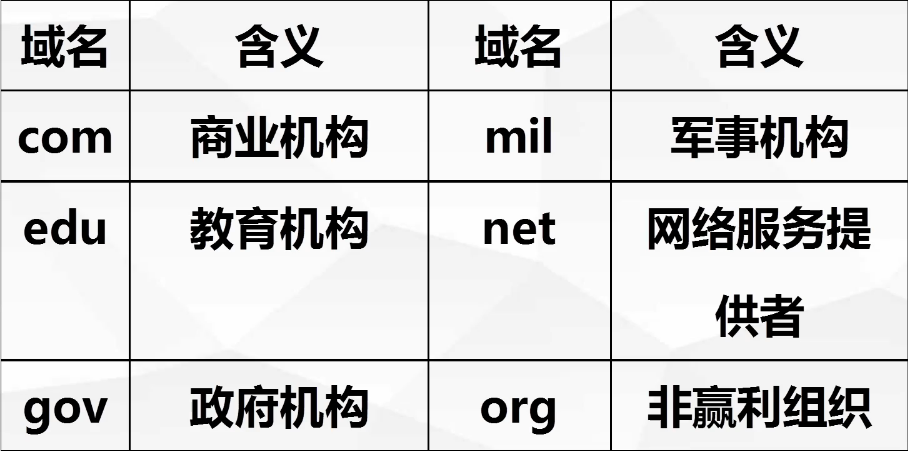 域名 含义 域名 含义
com 商业机构 mil 军事机构
edu 教育机构 net 网络服务提
供者
gov 政府机构 org 非赢利组织